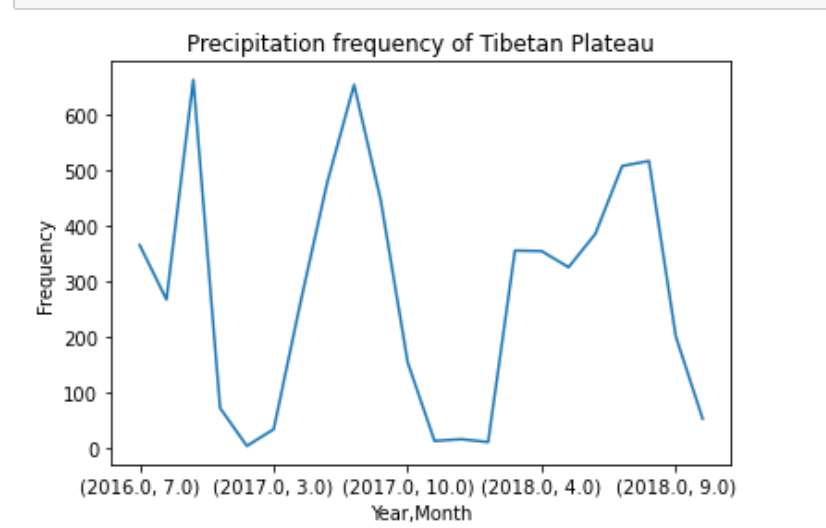 Precipitation frequency of Tibetan Plateau
600
500
400
300
200
100
0
Frequency
(2016.0, 7.0) (2017.0, 3.0) (2017.0, 10.0) (2018.0, 4.0) (2018.0, 9.0)
Year,Month